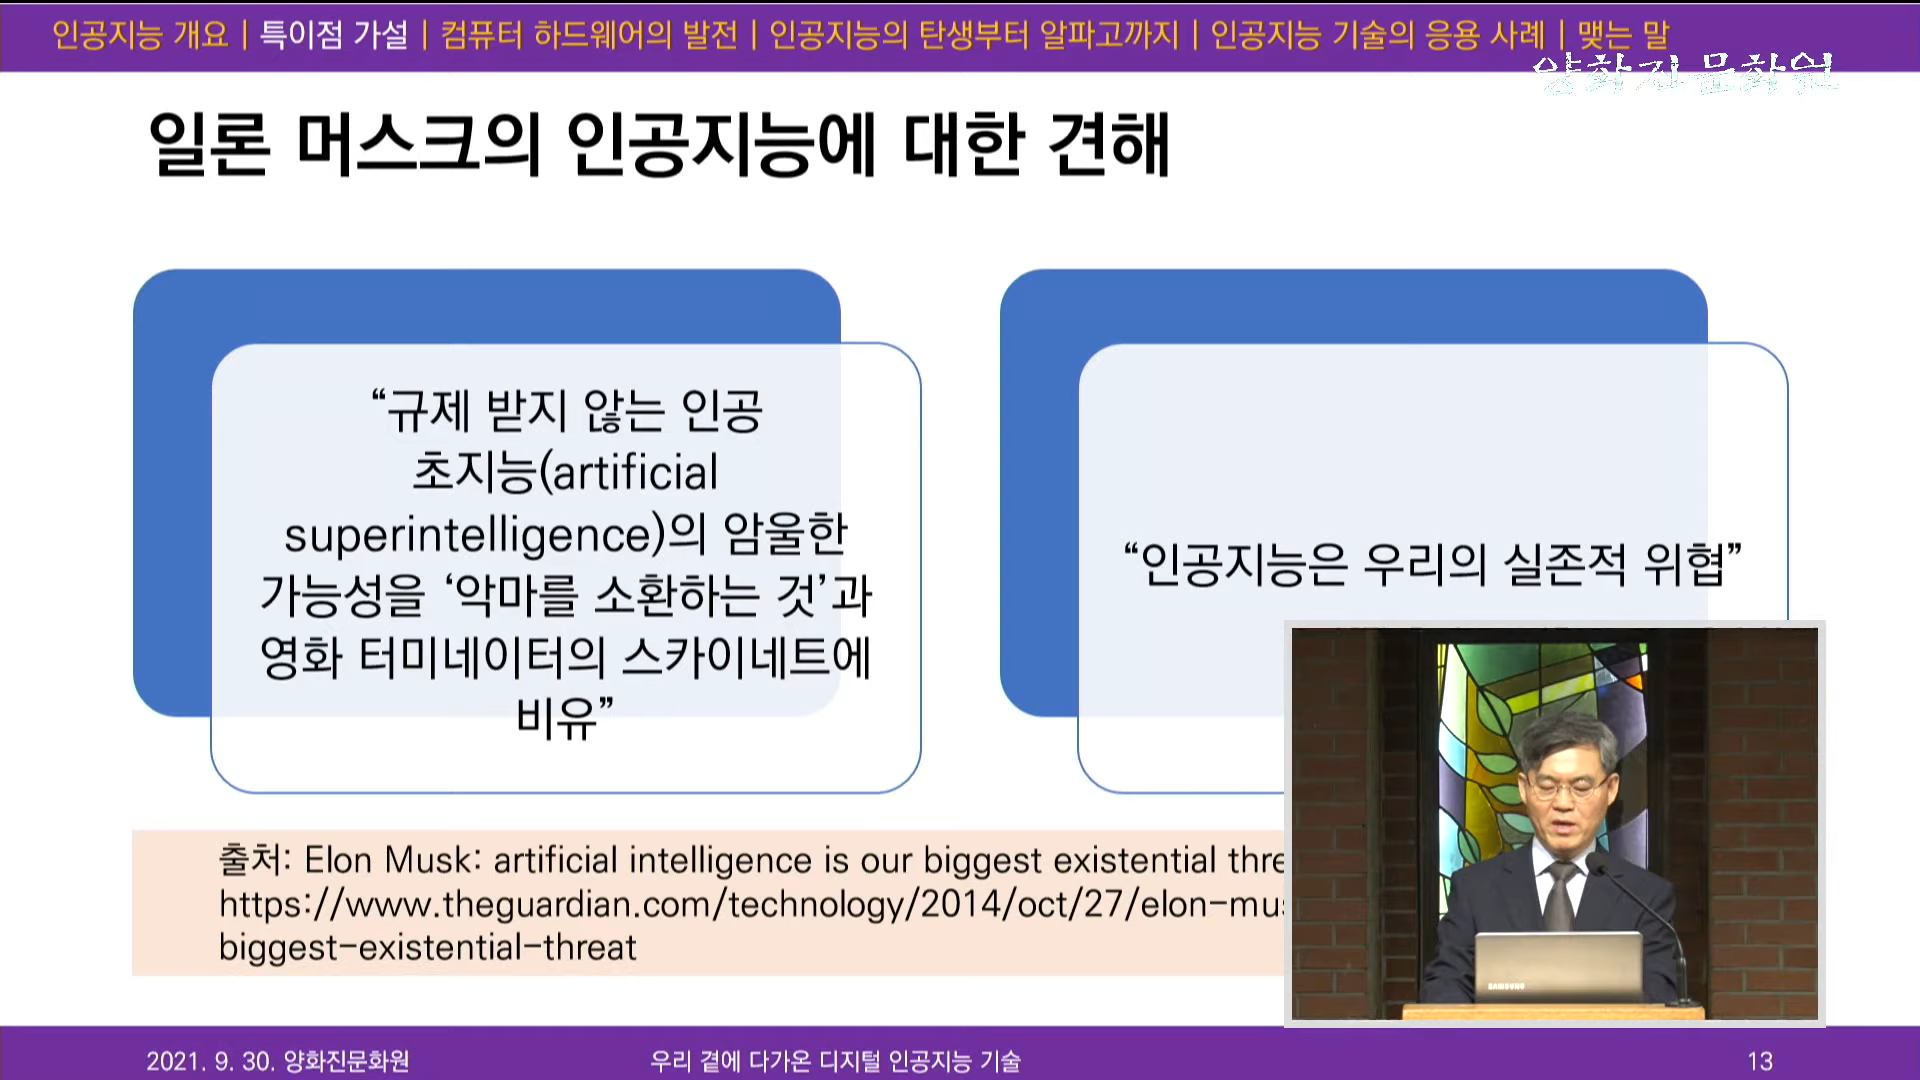 인공지능 개요 | 특이점 가설 | 컴퓨터 하드웨어의 발전 | 인공지능의 탄생부터 알파고까지 | 인공지능 기술의 응용 사례 | 맺는 말
양화진문화원
일론 머스크의 인공지능에 대한 견해
“규제 받지 않는 인공
초지능(artificial
superintelligence)의 암울한
가능성을 ‘악마를 소환하는 것’과
영화 터미네이터의 스카이네트에
비유”
“인공지능은 우리의 실존적 위협”
출처: Elon Musk: artificial intelligence is our biggest existential
https://www.theguardian.com/technology/2014/oct/27/elon-mus
biggest-existential-threat
SAMSUNG
2021. 9. 30. 양화진문화원
우리 곁에 다가온 디지털 인공지능 기술
13